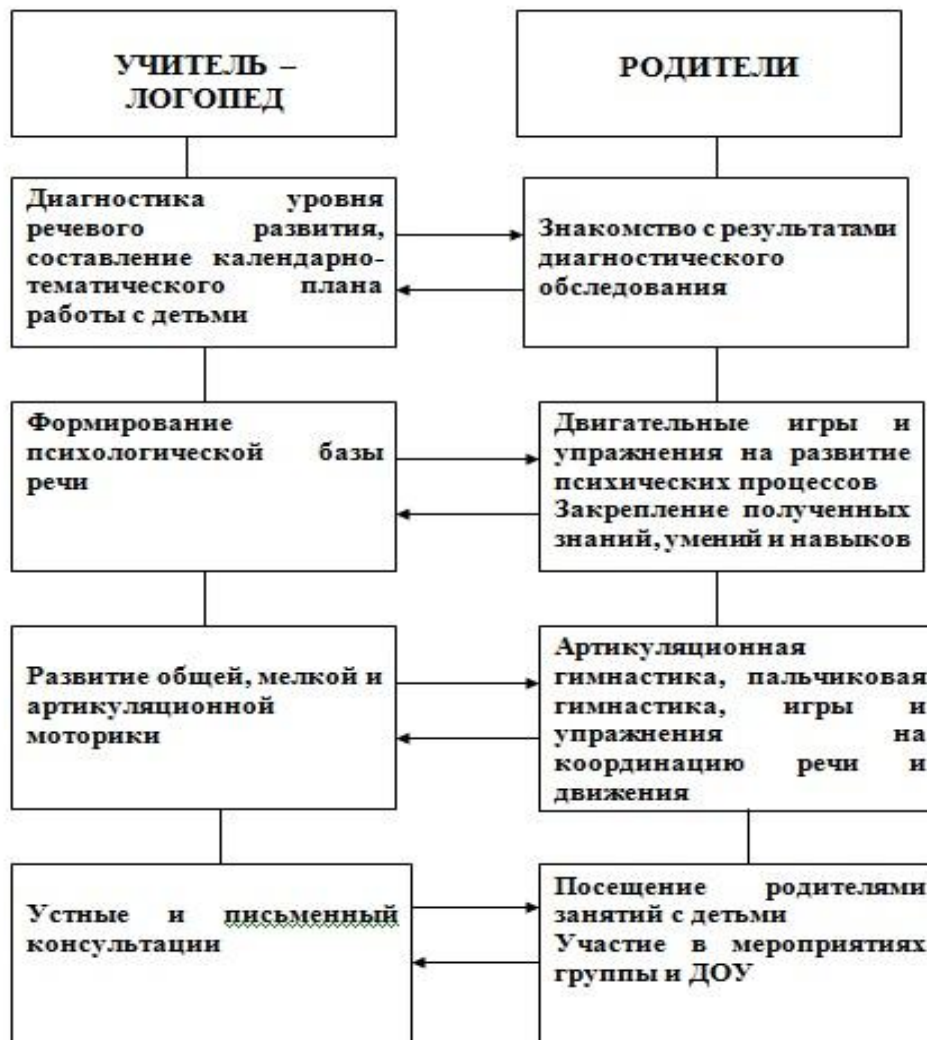 УЧИТЕЛЬ –
ЛОГОПЕД
РОДИТЕЛИ
Диагностика уровня
речевого развития,
составление календарно-
тематического плана
работы с детьми
Знакомство с результатами
диагностического
обследования
Формирование
психологической базы
речи
Двигательные игры и
упражнения на развитие
психических процессов
Закрепление полученных
знаний, умений и навыков
Развитие общей, мелкой и
артикуляционной
моторики
Артикуляционная
гимнастика, пальчиковая
гимнастика, игры и
упражнения на
координацию речи и
движения
Устные и письменный
консультации
Посещение родителями
занятий с детьми
Участие в мероприятиях
группы и ДОУ